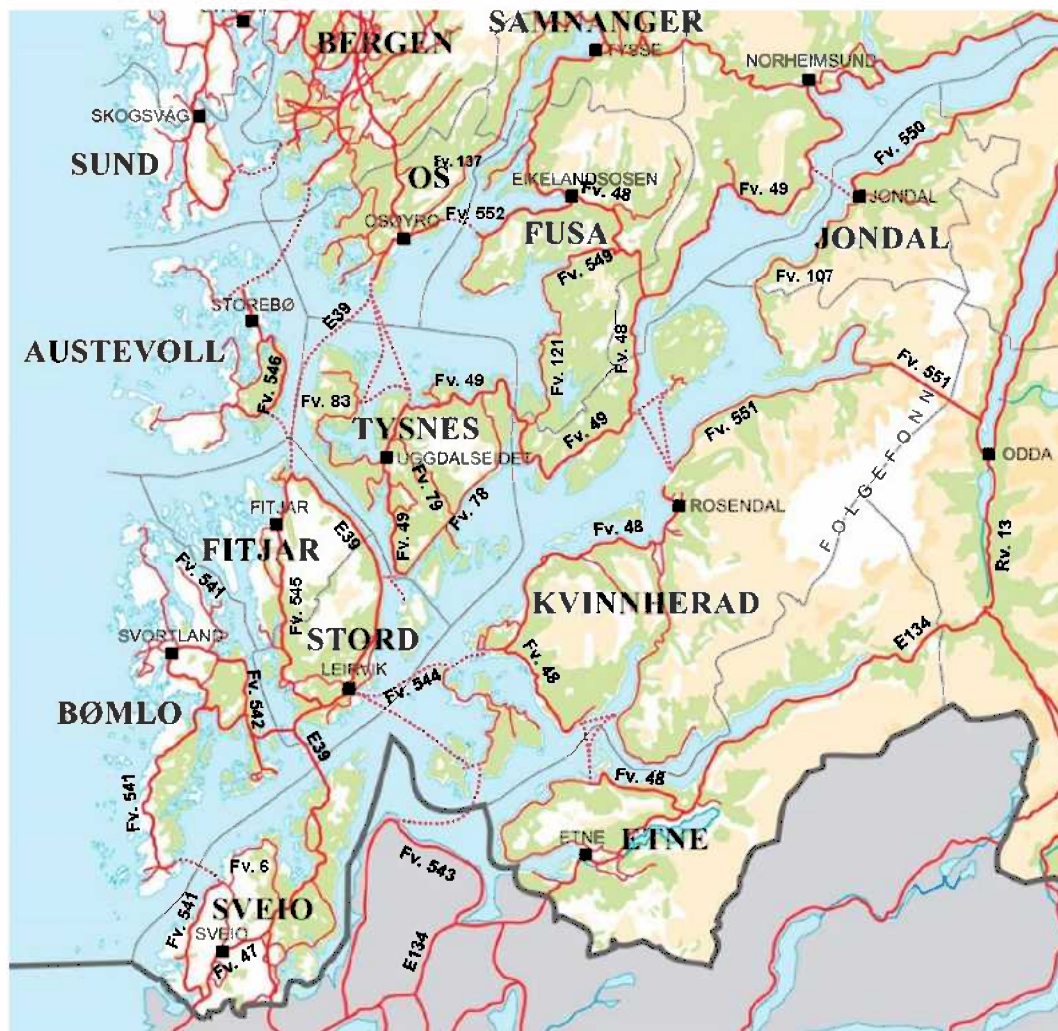 SAMNANGER
BERGEN
TYSSE
NORHEIMSUND
SKOGSVÅG
SUND
Fv. 137
OS
Fv. 550
EIKELANDSOSEN
Fv. 48
Fv. 49
JONDAL
OSØYRO
Fv. 552
FUSA
JONDAL
Fv. 549
Fv. 107
STOREBØ
E39
AUSTEVOLL
Fv. 546
Fv. 121
Fv. 48
Fv. 551
Fv. 551
Fv. 83
Fv. 49
TYSNES
Fv. 49
UGGDALSEIDET
ODDA
FOLGEFONN
Fv. 79
Fv. 78
ROSENDAL
FITJAR
FITJAR
E39
Fv. 49
Fv. 48
Rv. 13
Fv. 541
Fv. 545
KVINNHERAD
SVORTLAND
STORD
LEIRVIK
E134
Fv. 544
Fv. 48
BØMLO
Fv. 542
E39
Fv. 541
Fv. 48
ETNE
ETNE
Fv. 6
Fv. 543
Fv. 541
SVEIO
SVEIO
Fv. 47
E134